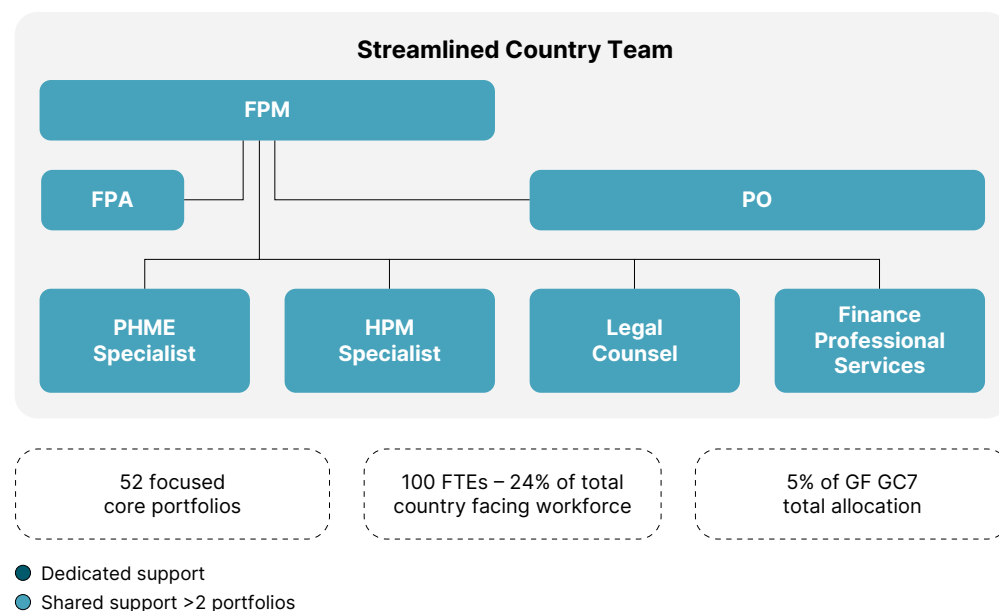 Streamlined Country Team
FPM
FPA
PO
PHME
Specialist
HPM
Specialist
Legal
Counsel
Finance
Professional
Services
52 focused
core portfolios
100 FTEs – 24% of total
country facing workforce
5% of GF GC7
total allocation
Dedicated support
Shared support >2 portfolios